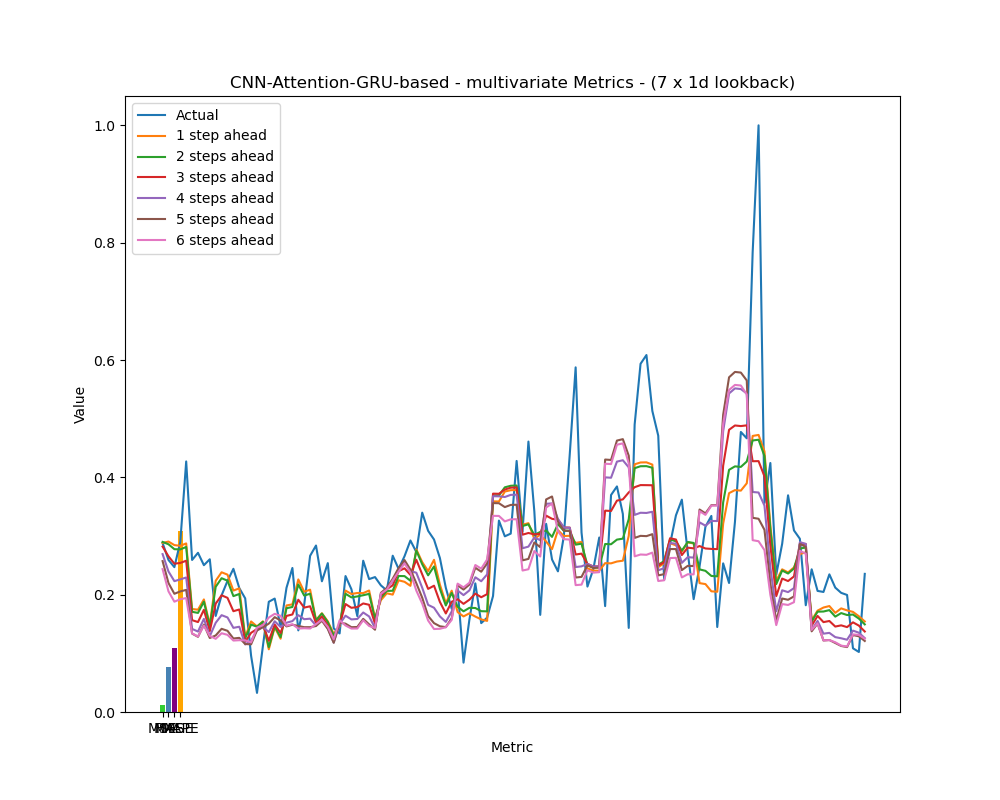 CNN-Attention-GRU-based - multivariate Metrics - (7 x 1d lookback)
Actual
1 step ahead
2 steps ahead
3 steps ahead
4 steps ahead
5 steps ahead
6 steps ahead
1.0
0.8
0.6
0.4
0.2
0.0
Value
Metric